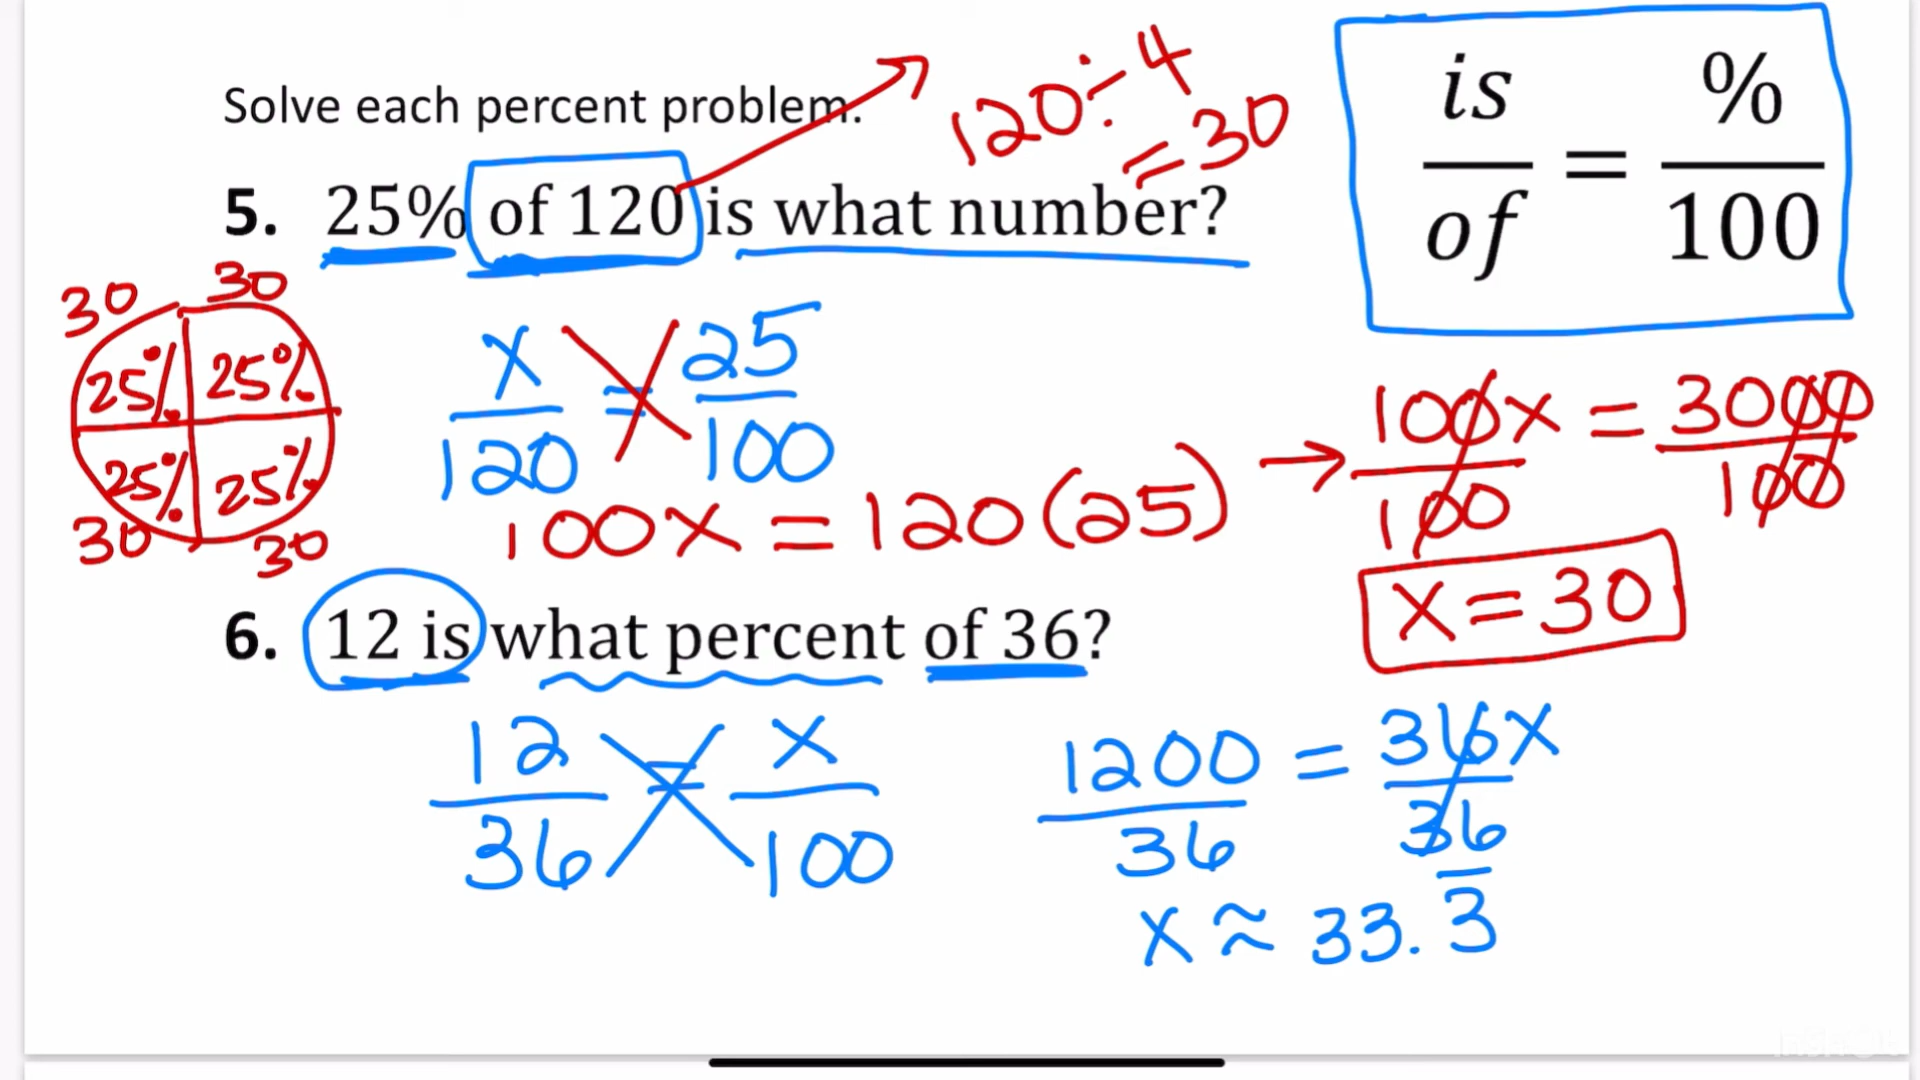 Solve each percent problem.
120 ÷ 4
= 30
is / of = % / 100
5. 25% of 120 is what number?
30 30
25% 25%
25% 25%
30 30
x / 120 = 25 / 100
100x = 120(25) → 100x / 100 = 3000 / 100
x = 30
6. 12 is what percent of 36?
12 / 36 = x / 100
1200 / 36 = 36x / 36
x ≈ 33.3̅